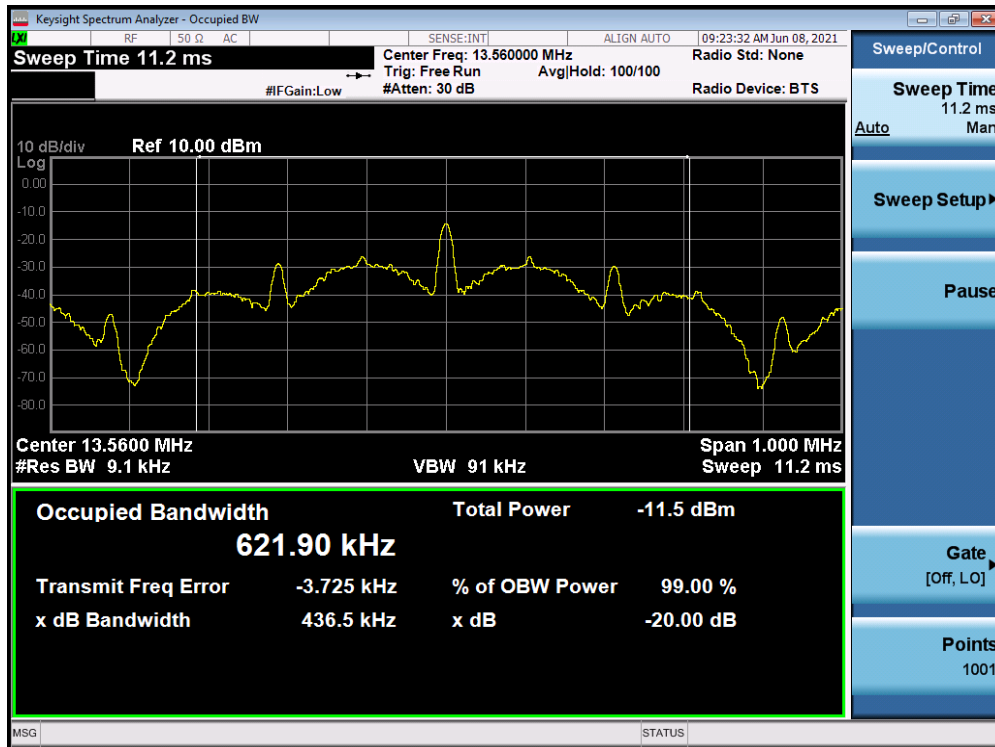 Keysight Spectrum Analyzer - Occupied BW
LXI RF 50 Ω AC SENSE:INT ALIGN AUTO 09:23:32 AM Jun 08, 2021
Sweep Time 11.2 ms
Center Freq: 13.560000 MHz
Radio Std: None
Trig: Free Run Avg|Hold: 100/100
#IFGain:Low
#Atten: 30 dB
Radio Device: BTS
10 dB/div Ref 10.00 dBm
Log
0.00
-10.0
-20.0
-30.0
-40.0
-50.0
-60.0
-70.0
-80.0
Center 13.5600 MHz Span 1.000 MHz
#Res BW 9.1 kHz VBW 91 kHz Sweep 11.2 ms
Occupied Bandwidth Total Power -11.5 dBm
621.90 kHz
Transmit Freq Error -3.725 kHz % of OBW Power 99.00 %
x dB Bandwidth 436.5 kHz x dB -20.00 dB
MSG STATUS
Sweep/Control
Sweep Time
11.2 ms
Auto Man
Sweep Setup
Pause
Gate
[Off, LO]
Points
1001